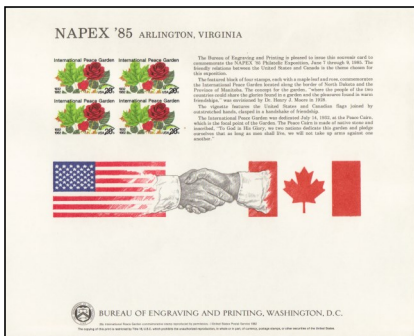 NAPEX '85 ARLINGTON, VIRGINIA
International Peace Garden
International Peace Garden
USA 20c
USA 20c
International Peace Garden
International Peace Garden
USA 20c
USA 20c
The Bureau of Engraving and Printing is pleased to issue this souvenir card to
commemorate the NAPEX '85 Philatelic Exposition, June 7 through 9, 1985. The
friendly relations between the United States and Canada is the theme chosen for
this exposition.
The featured block of four stamps, each with a maple leaf and rose, commemorates
the International Peace Garden located along the border of North Dakota and the
Province of Manitoba. The concept for the garden, "where the people of the two
countries could share the glories found in a garden and the pleasures found in warm
friendships," was envisioned by Dr. Henry J. Moore in 1928.
The vignette features the United States and Canadian flags joined by
outstretched hands, clasped in a handshake of friendship.
The International Peace Garden was dedicated July 14, 1932, at the Peace Cairn,
which is the focal point of the Garden. The Peace Cairn is made of native stone and
inscribed, "To God in His Glory, we two nations dedicate this garden and pledge
ourselves that as long as men shall live, we will not take up arms against one
another."
BUREAU OF ENGRAVING AND PRINTING, WASHINGTON, D.C.